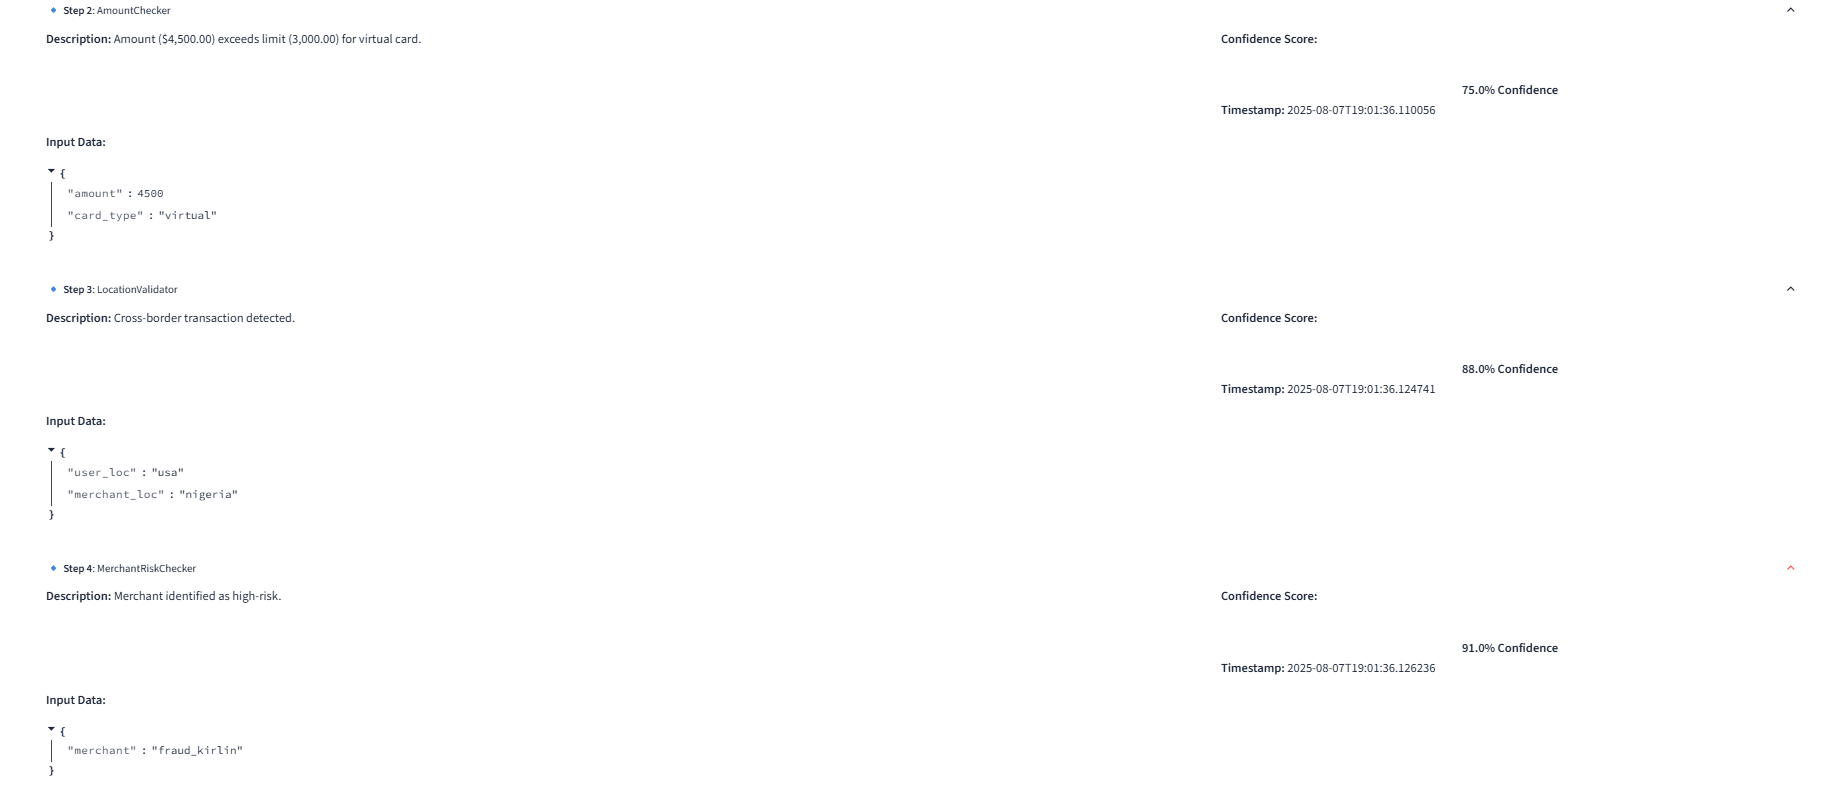 Step 2: AmountChecker
Description: Amount ($4,500.00) exceeds limit (3,000.00) for virtual card.
Confidence Score:
75.0% Confidence
Timestamp: 2025-08-07T19:01:36.110056
Input Data:
{
"amount" : 4500
"card_type" : "virtual"
}
Step 3: LocationValidator
Description: Cross-border transaction detected.
Confidence Score:
88.0% Confidence
Timestamp: 2025-08-07T19:01:36.124741
Input Data:
{
"user_loc" : "usa"
"merchant_loc" : "nigeria"
}
Step 4: MerchantRiskChecker
Description: Merchant identified as high-risk.
Confidence Score:
91.0% Confidence
Timestamp: 2025-08-07T19:01:36.126236
Input Data:
{
"merchant" : "fraud_kirlin"
}